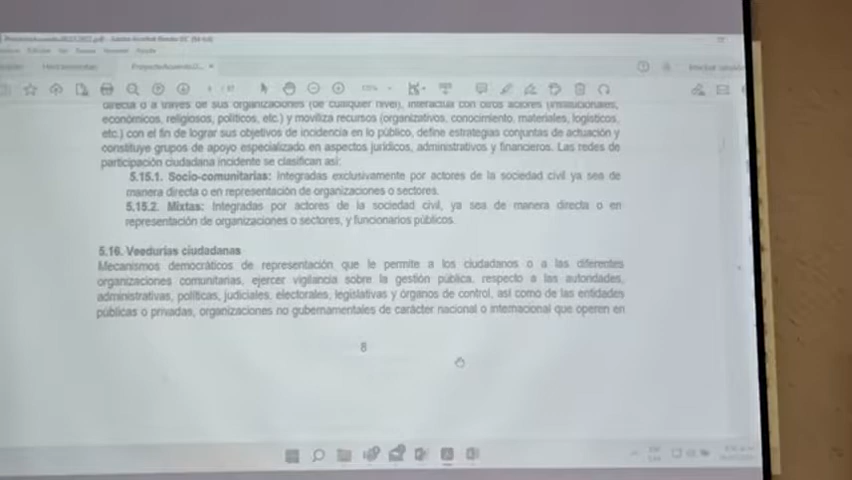 directa o a través de sus organizaciones (de cualquier nivel), interactúa con otros actores (institucionales,
económicos, religiosos, políticos, etc.) y moviliza recursos (organizativos, conocimiento, materiales, logísticos,
etc.) con el fin de lograr sus objetivos de incidencia en lo público, define estrategias conjuntas de actuación y
constituye grupos de apoyo especializado en aspectos jurídicos, administrativos y financieros. Las redes de
participación ciudadana incidente se clasifican así:
5.15.1. Socio-comunitarias: Integradas exclusivamente por actores de la sociedad civil ya sea de
manera directa o en representación de organizaciones o sectores.
5.15.2. Mixtas: Integradas por actores de la sociedad civil, ya sea de manera directa o en
representación de organizaciones o sectores, y funcionarios públicos.
5.16. Veedurías ciudadanas
Mecanismos democráticos de representación que le permite a los ciudadanos o a las diferentes
organizaciones comunitarias, ejercer vigilancia sobre la gestión pública, respecto a las autoridades,
administrativas, políticas, judiciales, electorales, legislativas y órganos de control, así como de las entidades
públicas o privadas, organizaciones no gubernamentales de carácter nacional o internacional que operen en
8